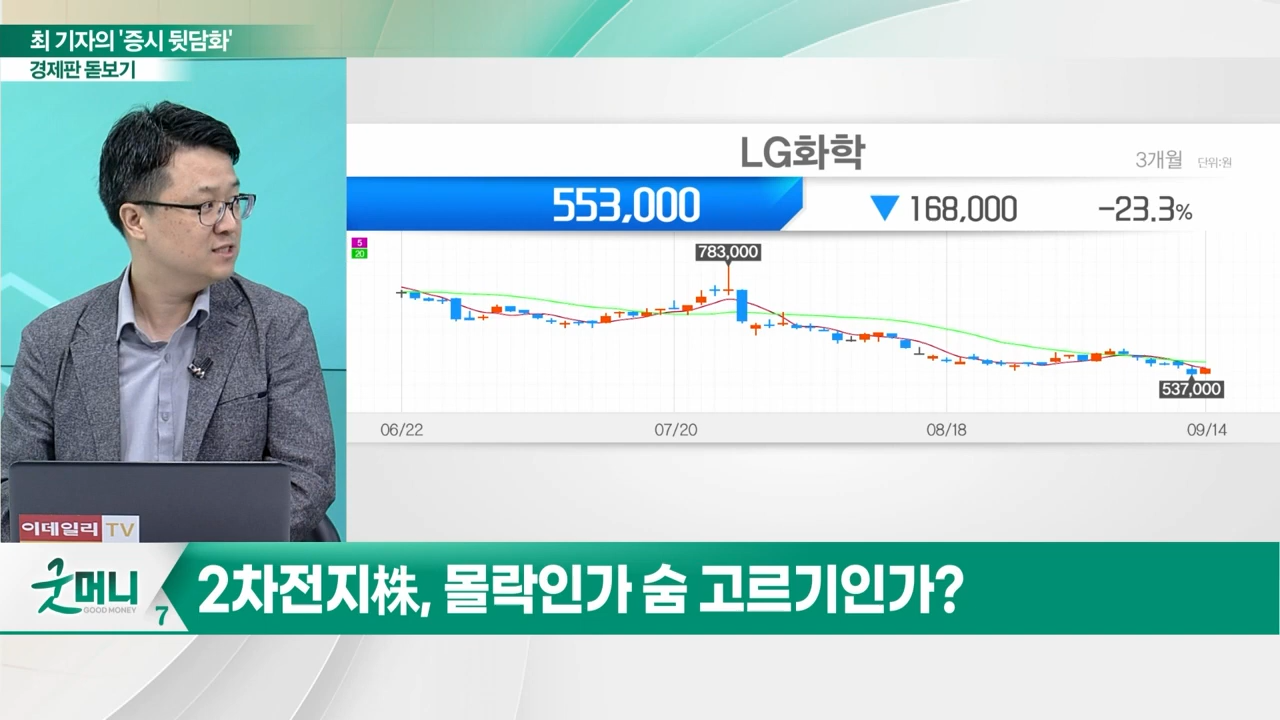 최 기자의 '증시 뒷담화'
경제판 돋보기
LG화학
3개월 단위:원
553,000 ▼ 168,000 -23.3%
5
20
783,000
537,000
06/22 07/20 08/18 09/14
이데일리 TV
굿머니 7
GOOD MONEY
2차전지株, 몰락인가 숨 고르기인가?